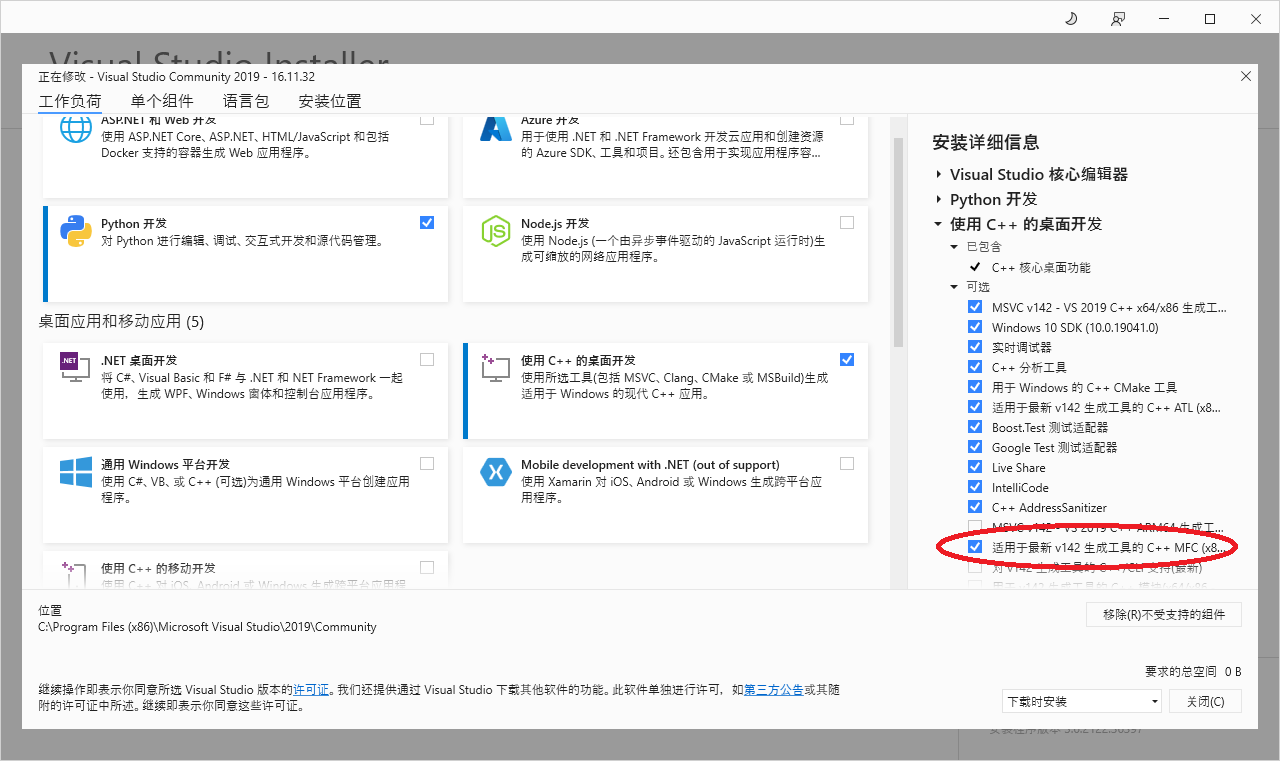 Visual Studio Installer
正在修改 - Visual Studio Community 2019 - 16.11.32
工作负荷 单个组件 语言包 安装位置
ASP.NET 和 Web 开发
使用 ASP.NET Core、ASP.NET、HTML/JavaScript 和包括
Docker 支持的容器生成 Web 应用程序。
Azure 开发
用于使用 .NET 和 .NET Framework 开发云应用和创建资源
的 Azure SDK、工具和项目。还包含用于实现应用程序容...
Python 开发
对 Python 进行编辑、调试、交互式开发和源代码管理。
Node.js 开发
使用 Node.js (一个由异步事件驱动的 JavaScript 运行时)生
成可缩放的网络应用程序。
桌面应用和移动应用 (5)
.NET 桌面开发
将 C#、Visual Basic 和 F# 与 .NET 和 NET Framework 一起
使用，生成 WPF、Windows 窗体和控制台应用程序。
使用 C++ 的桌面开发
使用所选工具(包括 MSVC、Clang、CMake 或 MSBuild)生成
适用于 Windows 的现代 C++ 应用。
通用 Windows 平台开发
使用 C#、VB、或 C++ (可选)为通用 Windows 平台创建应用
程序。
Mobile development with .NET (out of support)
使用 Xamarin 对 iOS、Android 或 Windows 生成跨平台应
用程序。
使用 C++ 的移动开发
使用 C++ 对 iOS、Android 或 Windows 生成跨平台应用程
安装详细信息
Visual Studio 核心编辑器
Python 开发
使用 C++ 的桌面开发
已包含
C++ 核心桌面功能
可选
MSVC v142 - VS 2019 C++ x64/x86 生成工...
Windows 10 SDK (10.0.19041.0)
实时调试器
C++ 分析工具
用于 Windows 的 C++ CMake 工具
适用于最新 v142 生成工具的 C++ ATL (x8...
Boost.Test 测试适配器
Google Test 测试适配器
Live Share
IntelliCode
C++ AddressSanitizer
MSVC v142 - VS 2019 C++ ARM64 生成工...
适用于最新 v142 生成工具的 C++ MFC (x8...
对 v142 生成工具的 C++/CLI 支持(最新)
用于 v142 生成工具的 C++ 模块(x64/x86
位置
C:\Program Files (x86)\Microsoft Visual Studio\2019\Community
移除(R)不受支持的组件
要求的总空间 0 B
继续操作即表示你同意所选 Visual Studio 版本的许可证。我们还提供通过 Visual Studio 下载其他软件的功能。此软件单独进行许可，如第三方公告或其随
附的许可证中所述。继续即表示你同意这些许可证。
下载时安装
关闭(C)
安装程序版本 3.6.2122.36397